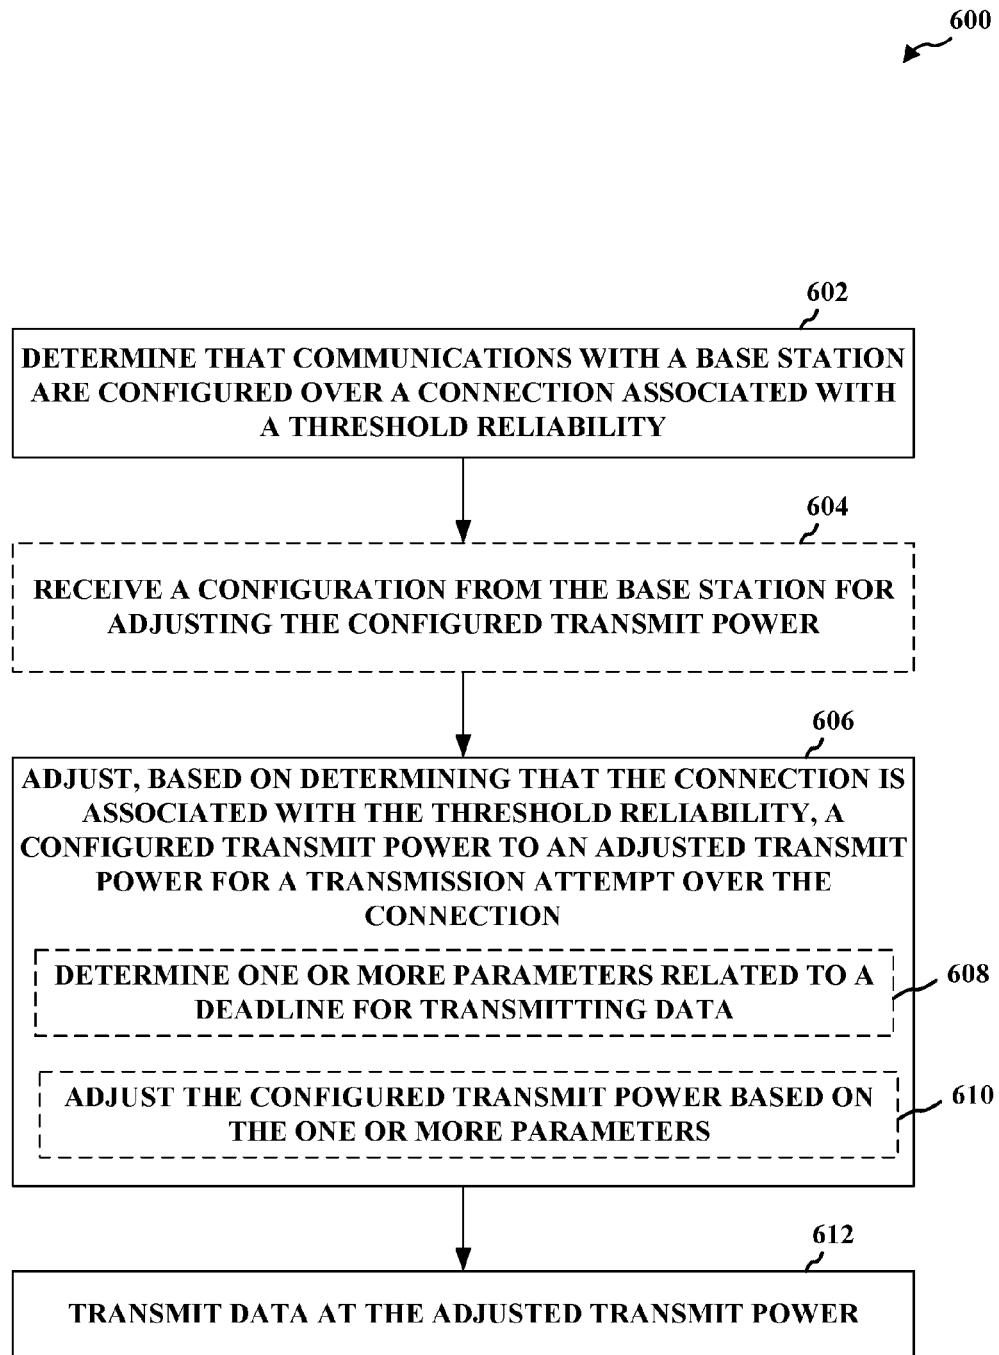 600
602
DETERMINE THAT COMMUNICATIONS WITH A BASE STATION
ARE CONFIGURED OVER A CONNECTION ASSOCIATED WITH
A THRESHOLD RELIABILITY
604
RECEIVE A CONFIGURATION FROM THE BASE STATION FOR
ADJUSTING THE CONFIGURED TRANSMIT POWER
606
ADJUST, BASED ON DETERMINING THAT THE CONNECTION IS
ASSOCIATED WITH THE THRESHOLD RELIABILITY, A
CONFIGURED TRANSMIT POWER TO AN ADJUSTED TRANSMIT
POWER FOR A TRANSMISSION ATTEMPT OVER THE
CONNECTION
DETERMINE ONE OR MORE PARAMETERS RELATED TO A
DEADLINE FOR TRANSMITTING DATA
608
ADJUST THE CONFIGURED TRANSMIT POWER BASED ON
THE ONE OR MORE PARAMETERS
610
612
TRANSMIT DATA AT THE ADJUSTED TRANSMIT POWER